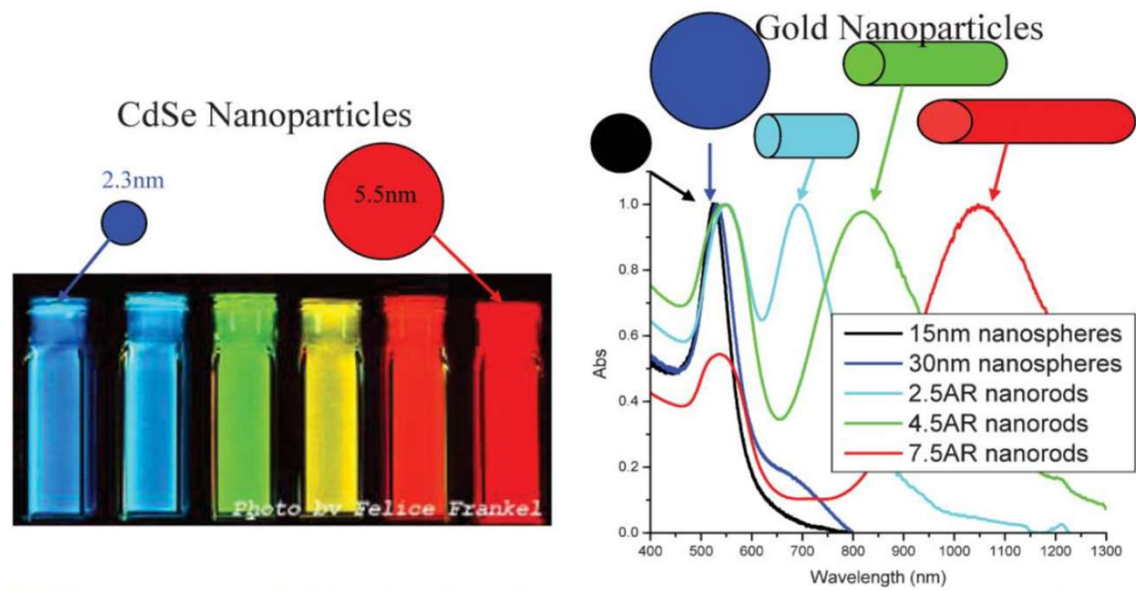 CdSe Nanoparticles
2.3nm
5.5nm
Photo by Felice Frankel
Gold Nanoparticles
1.0
0.8
0.6
0.4
0.2
0.0
Abs
400 500 600 700 800 900 1000 1100 1200 1300
Wavelength (nm)
15nm nanospheres
30nm nanospheres
2.5AR nanorods
4.5AR nanorods
7.5AR nanorods